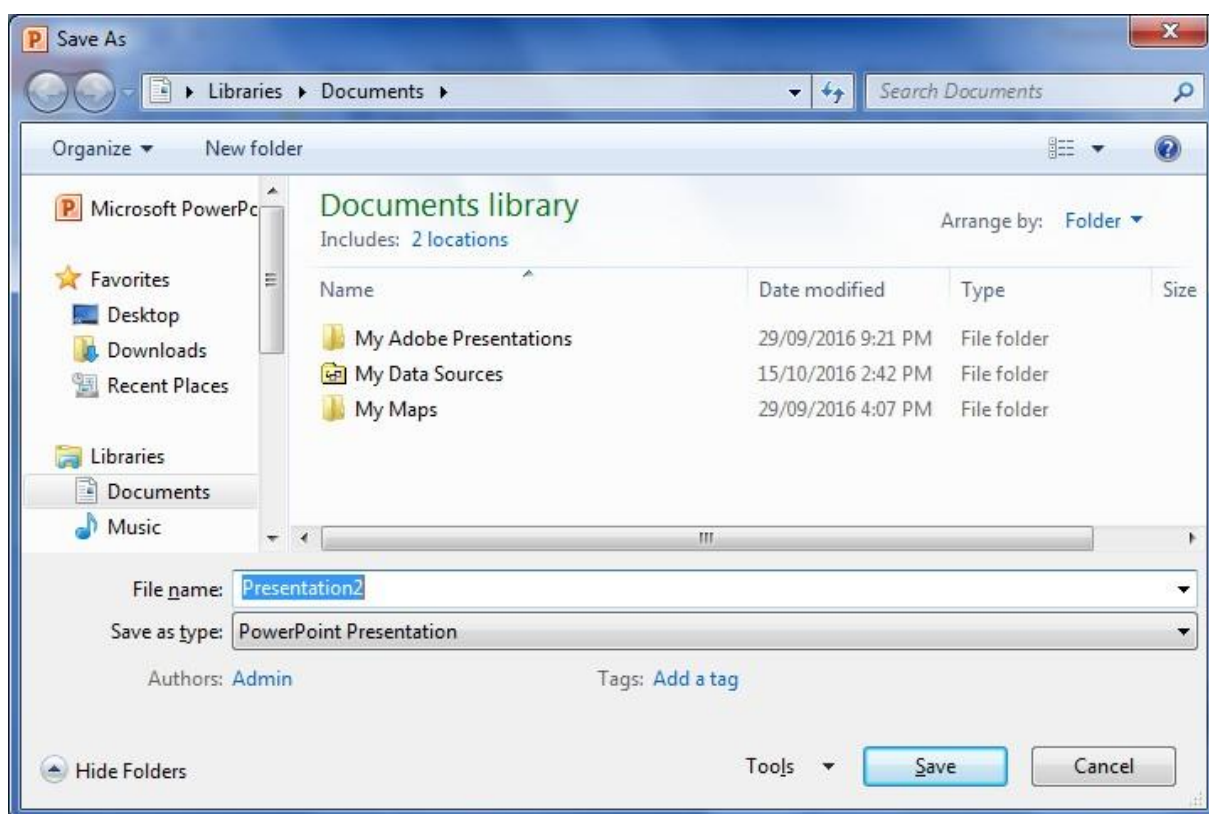 Save As
Libraries Documents
Search Documents
Organize New folder
Microsoft PowerPc
Favorites
Desktop
Downloads
Recent Places
Libraries
Documents
Music
Documents library
Includes: 2 locations
Arrange by: Folder
Name Date modified Type Size
My Adobe Presentations 29/09/2016 9:21 PM File folder
My Data Sources 15/10/2016 2:42 PM File folder
My Maps 29/09/2016 4:07 PM File folder
File name: Presentation2
Save as type: PowerPoint Presentation
Authors: Admin Tags: Add a tag
Hide Folders Tools Save Cancel